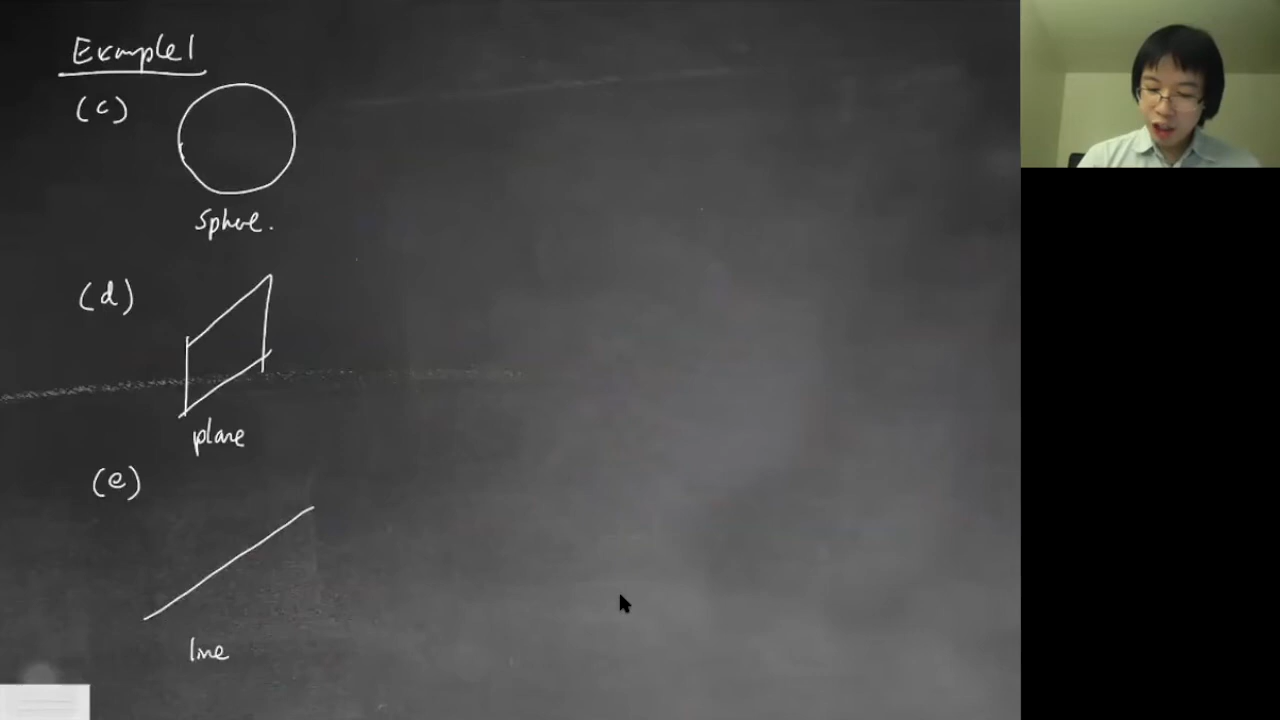 Example 1
(c)
Sphere.
(d)
plane
(e)
line